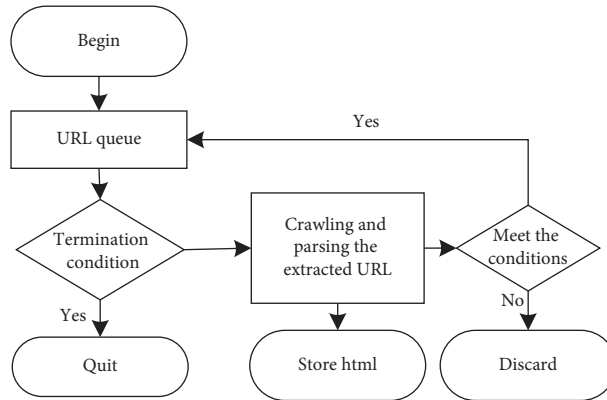 Begin
URL queue
Yes
Termination
condition
Crawling and
parsing the
extracted URL
Meet the
conditions
Yes
No
Quit
Store html
Discard